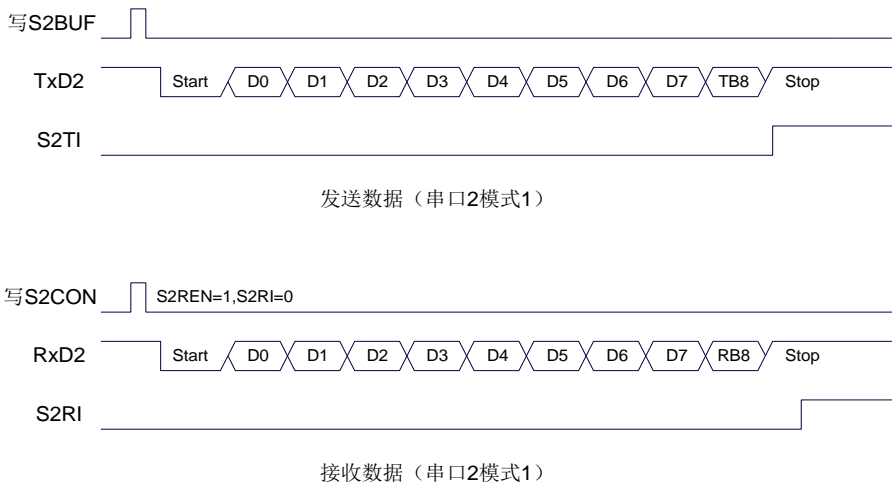 写S2BUF
TxD2 Start D0 D1 D2 D3 D4 D5 D6 D7 TB8 Stop
S2TI
发送数据（串口2模式1）
写S2CON S2REN=1,S2RI=0
RxD2 Start D0 D1 D2 D3 D4 D5 D6 D7 RB8 Stop
S2RI
接收数据（串口2模式1）